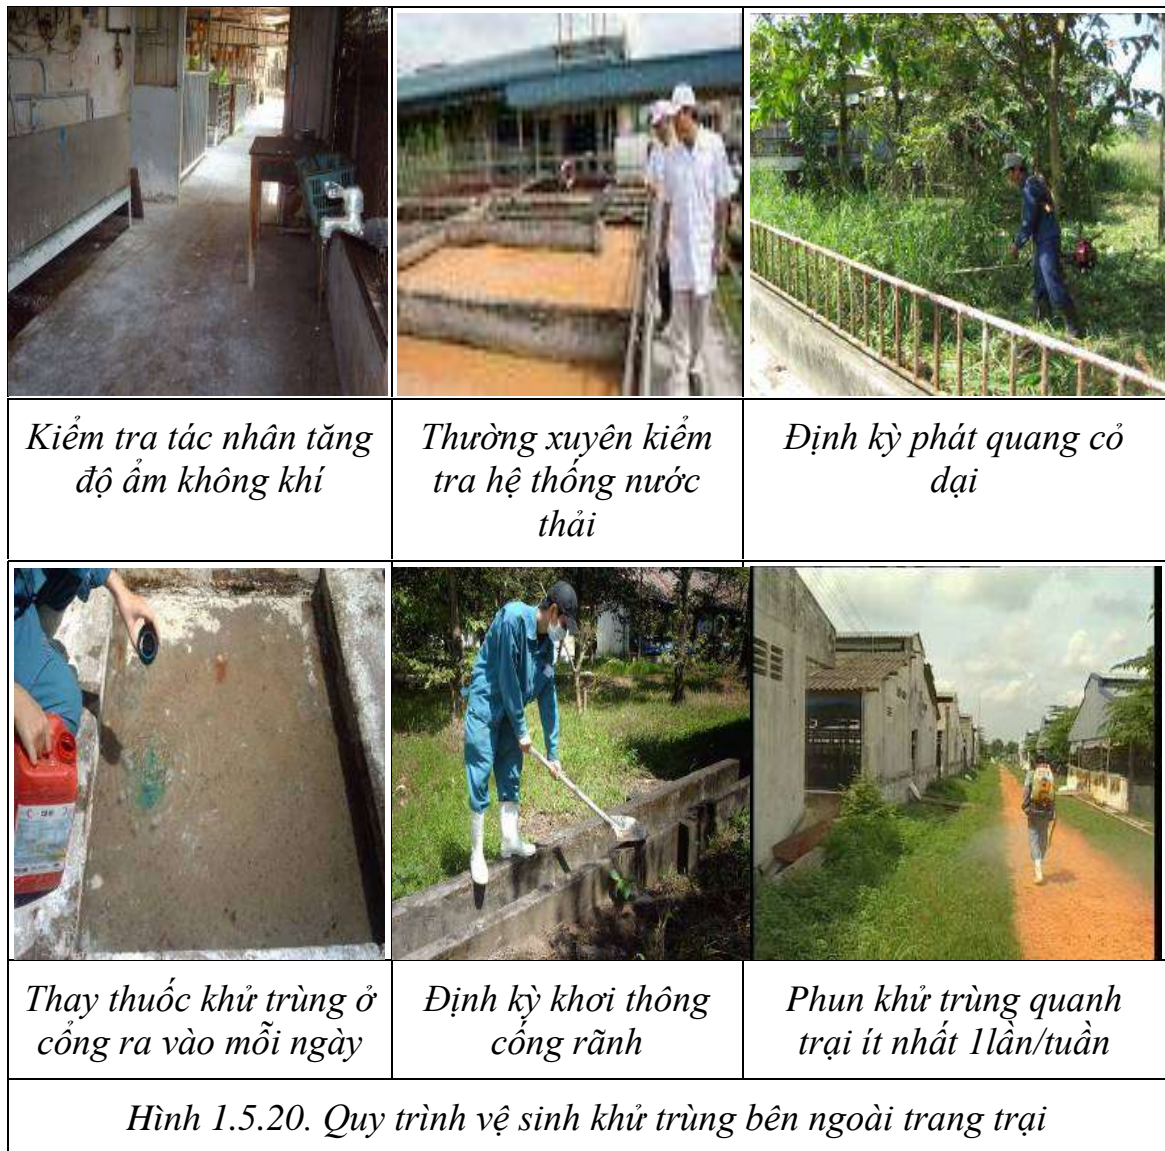 Kiểm tra tác nhân tăng
độ ẩm không khí
Thường xuyên kiểm
tra hệ thống nước
thải
Định kỳ phát quang cỏ
dại
Thay thuốc khử trùng ở
cổng ra vào mỗi ngày
Định kỳ khơi thông
cống rãnh
Phun khử trùng quanh
trại ít nhất 1lần/tuần
Hình 1.5.20. Quy trình vệ sinh khử trùng bên ngoài trang trại